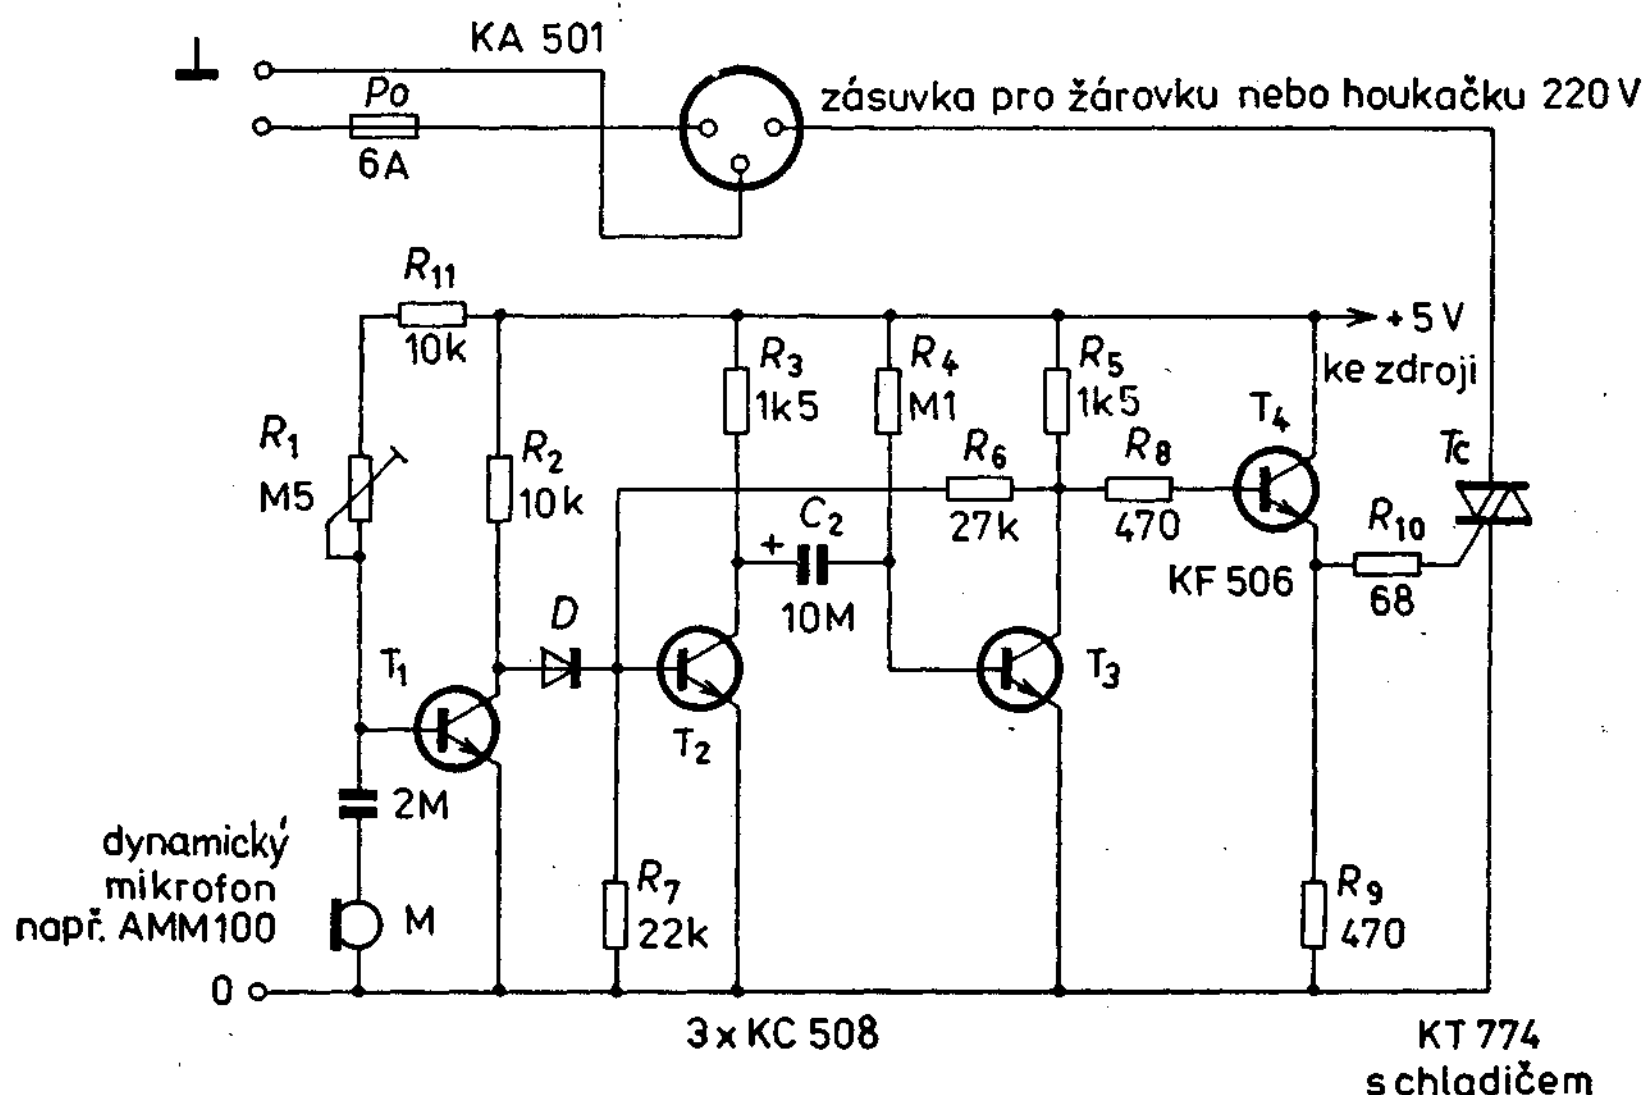 KA 501
Po
6A
zásuvka pro žárovku nebo houkačku 220 V
R11
10k
+5 V
ke zdroji
R1
M5
R2
10k
R3
1k5
R4
M1
R5
1k5
R6
27k
R8
470
T4
KF 506
Tc
R10
68
+
C2
10M
D
T1
T2
T3
2M
dynamický
mikrofon
např. AMM100
M
R7
22k
R9
470
0
3 x KC 508
KT 774
s chladičem